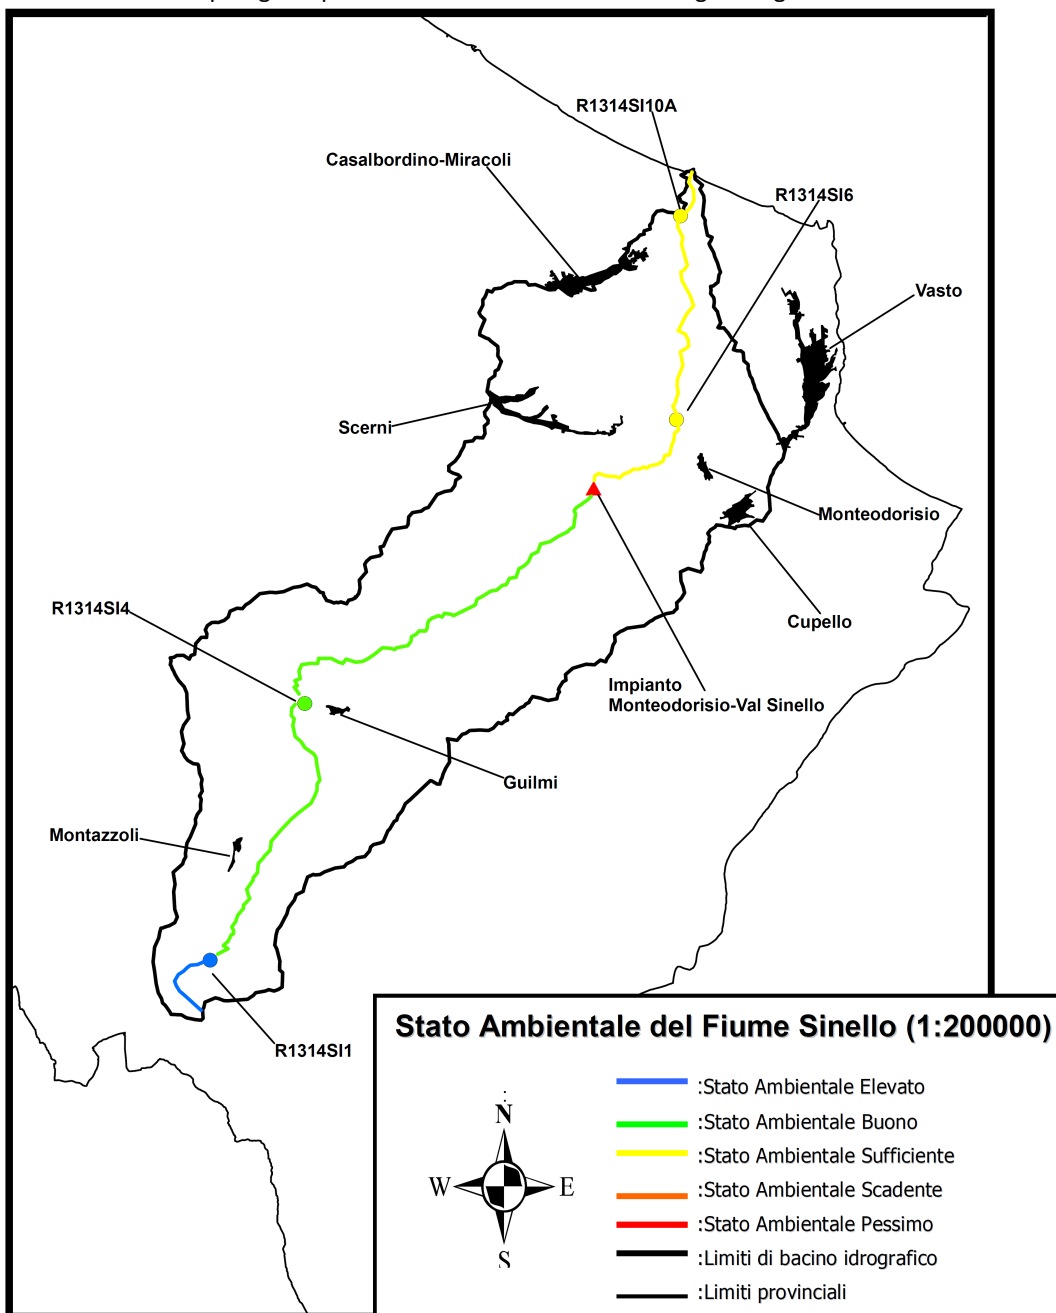 R1314SI10A
Casalbordino-Miracoli
R1314SI6
Vasto
Scerni
Monteodorisio
R1314SI4
Cupello
Impianto
Monteodorisio-Val Sinello
Guilmi
Montazzoli
R1314SI1
Stato Ambientale del Fiume Sinello (1:200000)
:Stato Ambientale Elevato
:Stato Ambientale Buono
:Stato Ambientale Sufficiente
:Stato Ambientale Scadente
:Stato Ambientale Pessimo
:Limiti di bacino idrografico
:Limiti provinciali
:
N
W E
S